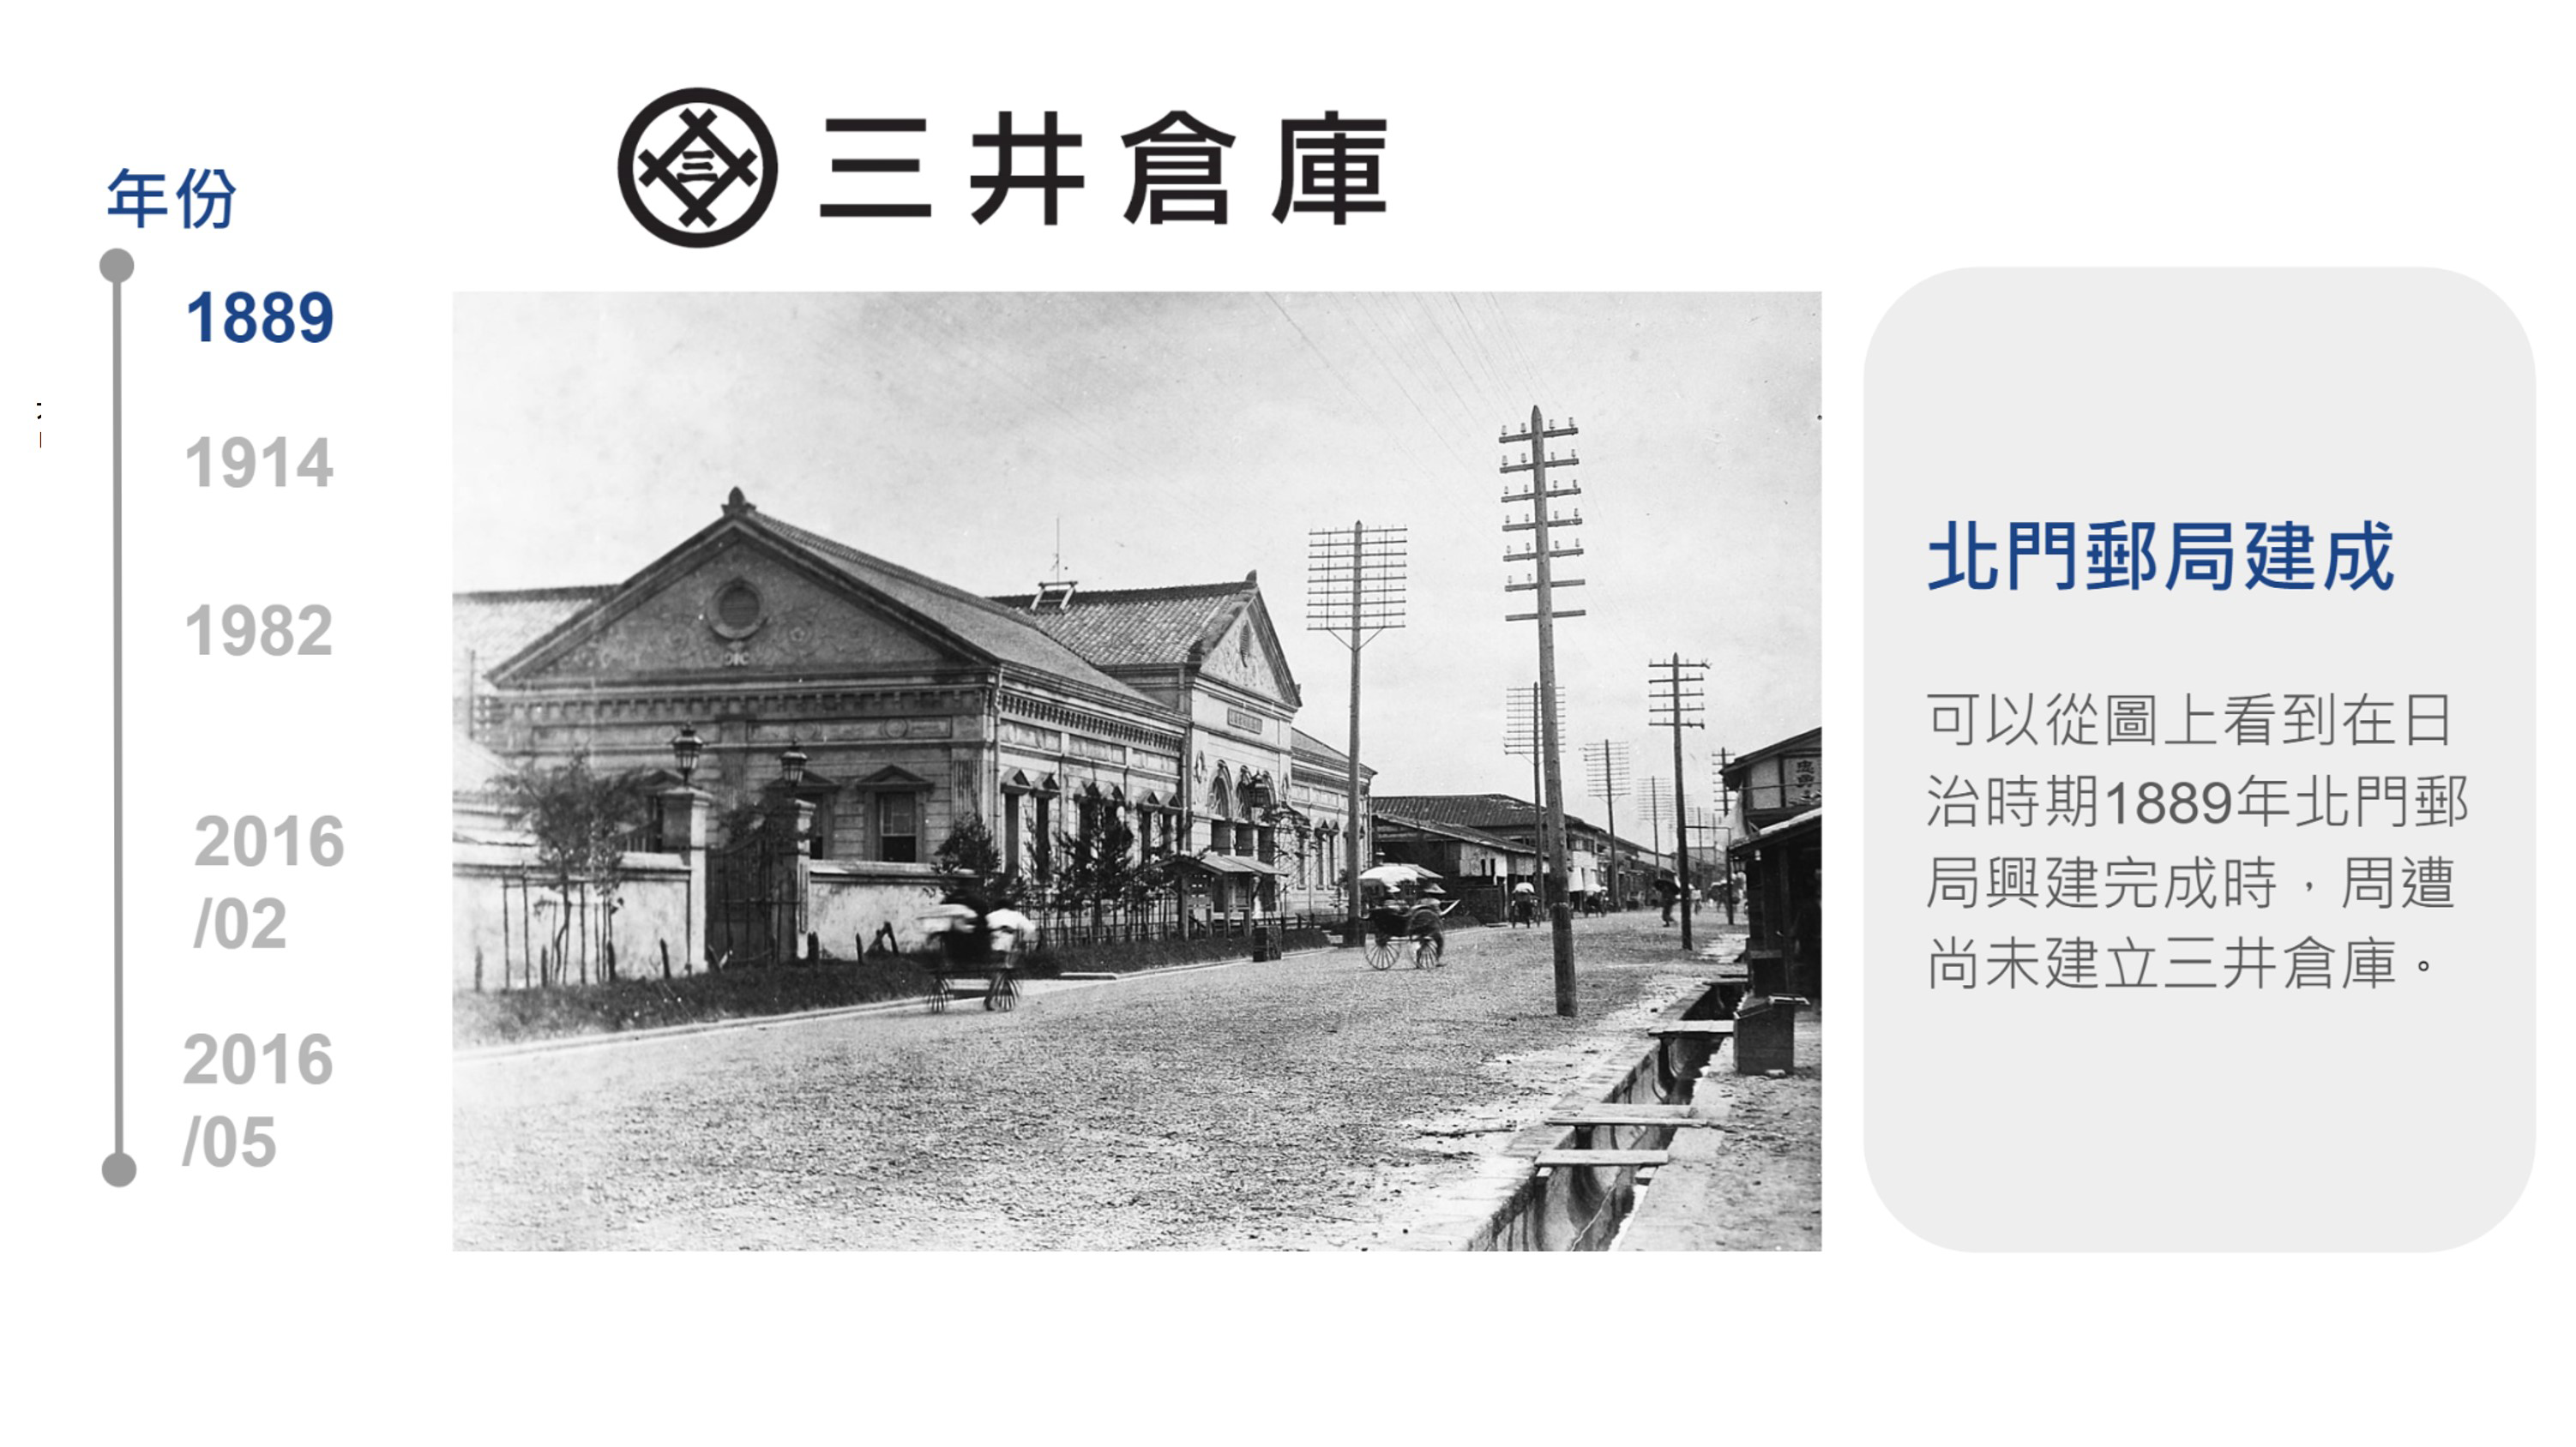 三井倉庫
年份
1889
1914
1982
2016
/02
2016
/05
北門郵局建成
可以從圖上看到在日
治時期1889年北門郵
局興建完成時，周遭
尚未建立三井倉庫。